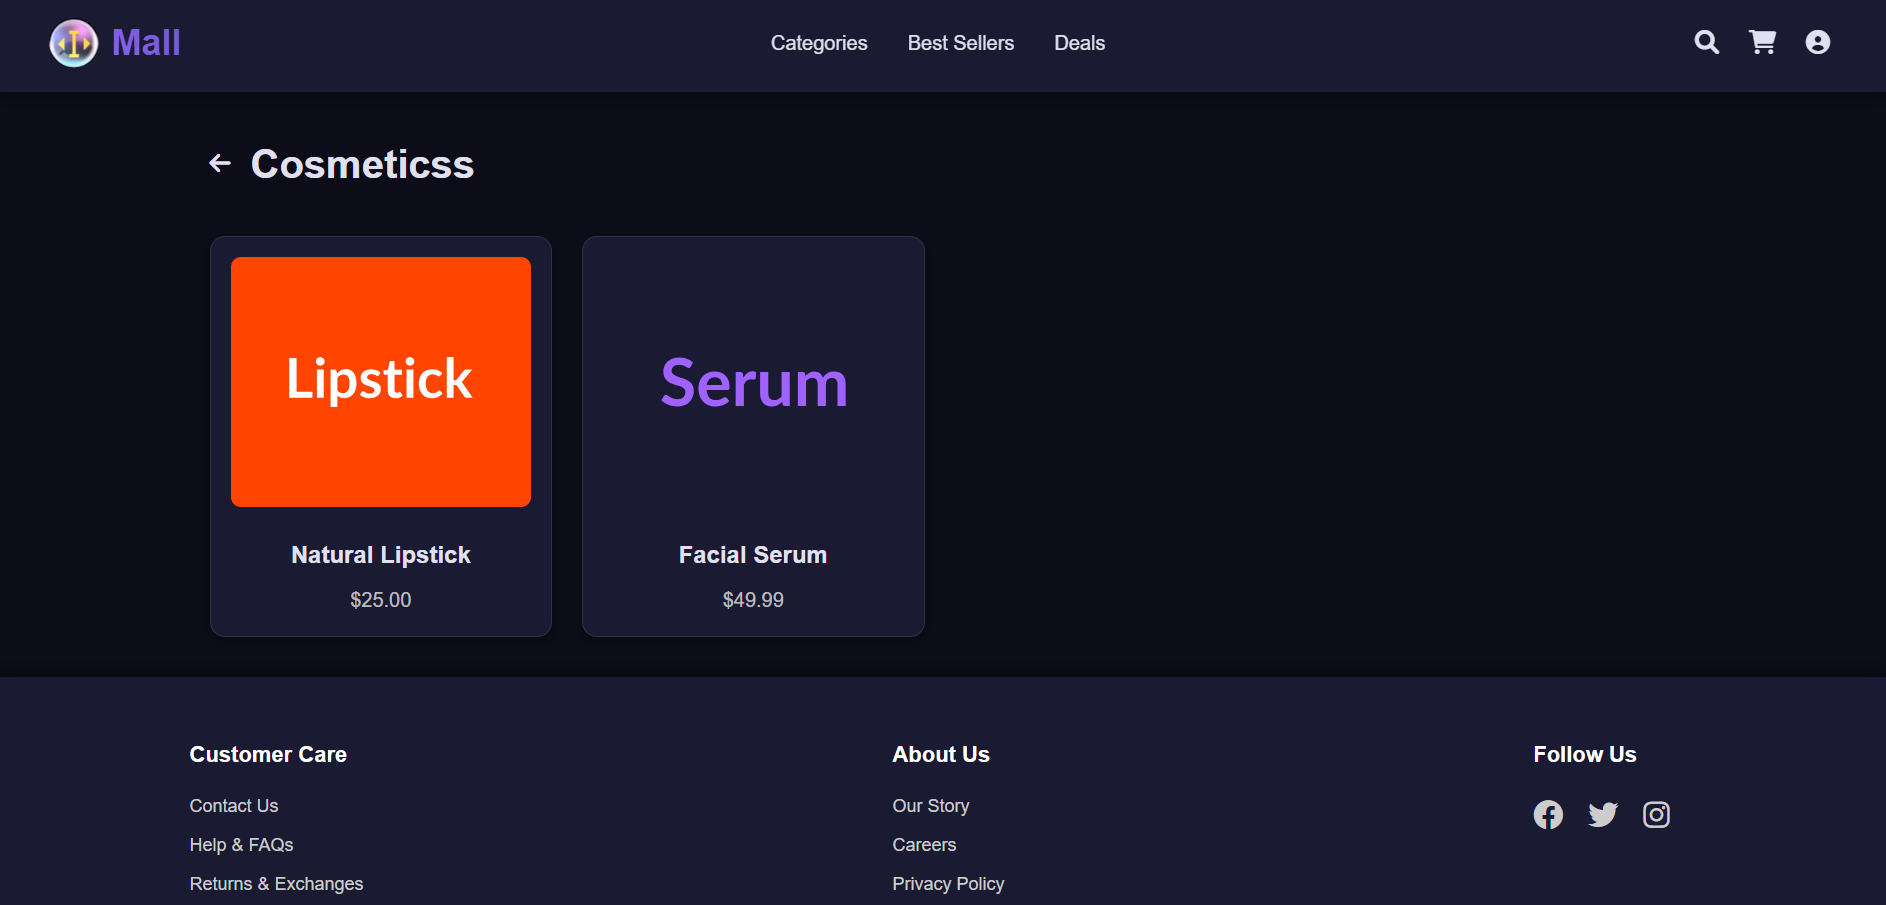 Mall
Categories Best Sellers Deals
Cosmeticss
Lipstick
Serum
Natural Lipstick
$25.00
Facial Serum
$49.99
Customer Care
Contact Us
Help & FAQs
Returns & Exchanges
About Us
Our Story
Careers
Privacy Policy
Follow Us